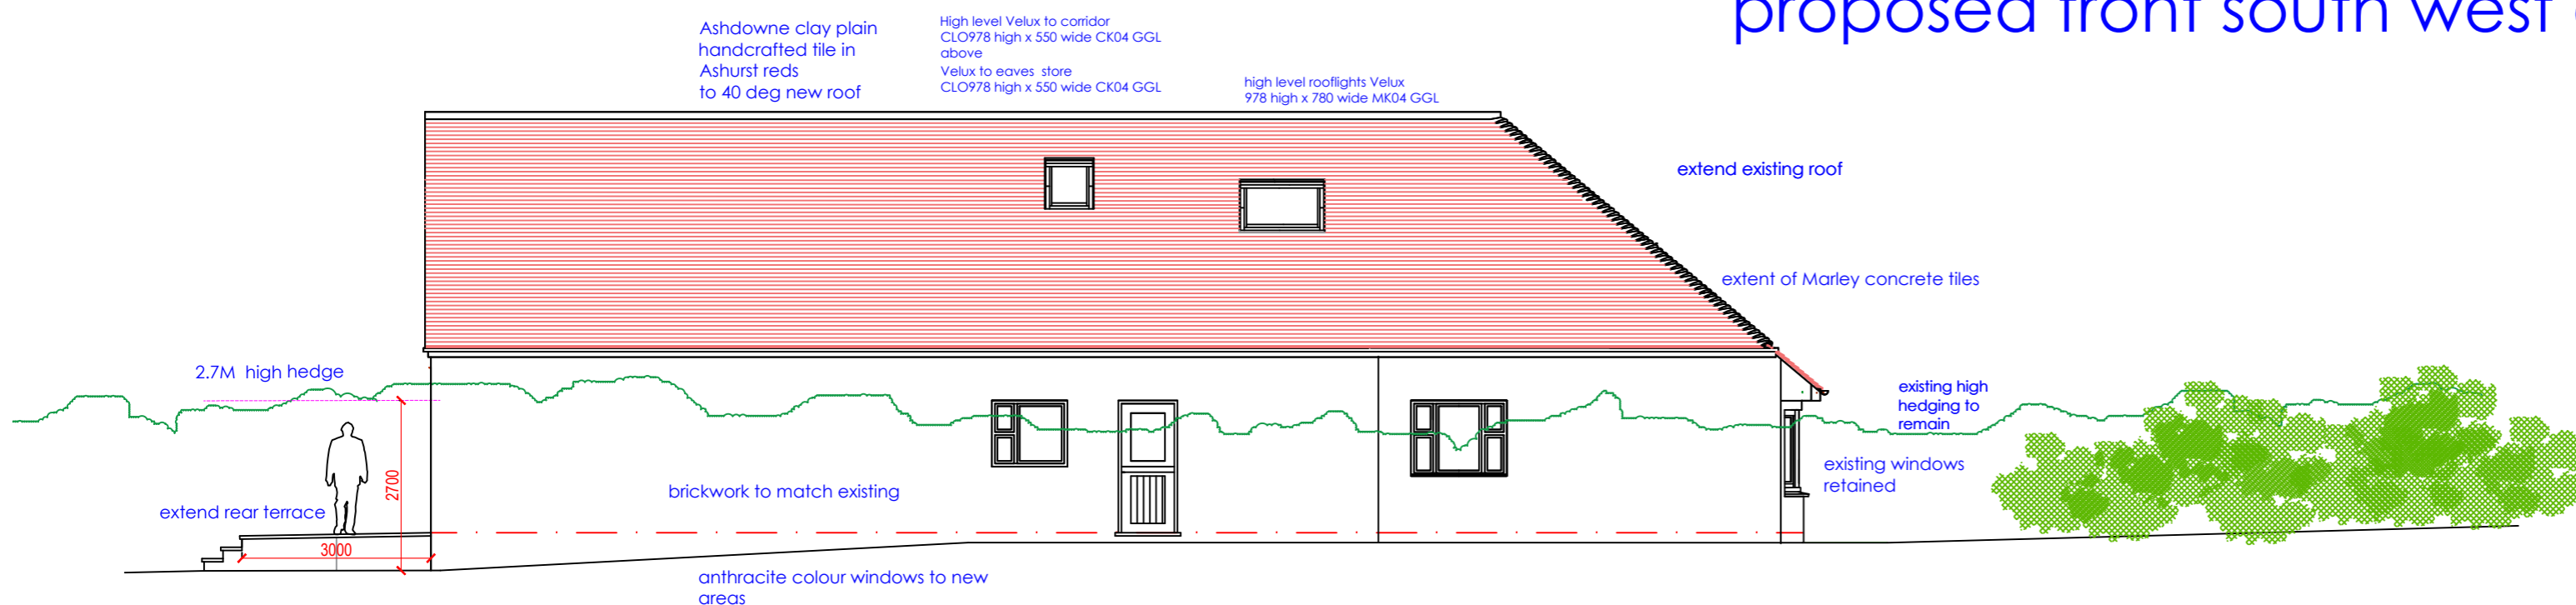 proposed front south west
Ashdowne clay plain
handcrafted tile in
Ashurst reds
to 40 deg new roof
High level Velux to corridor
CLO978 high x 550 wide CK04 GGL
above
Velux to eaves store
CLO978 high x 550 wide CK04 GGL
high level rooflights Velux
978 high x 780 wide MK04 GGL
extend existing roof
extent of Marley concrete tiles
2.7M high hedge
existing high
hedging to
remain
existing windows
retained
2700
brickwork to match existing
extend rear terrace
3000
anthracite colour windows to new
areas